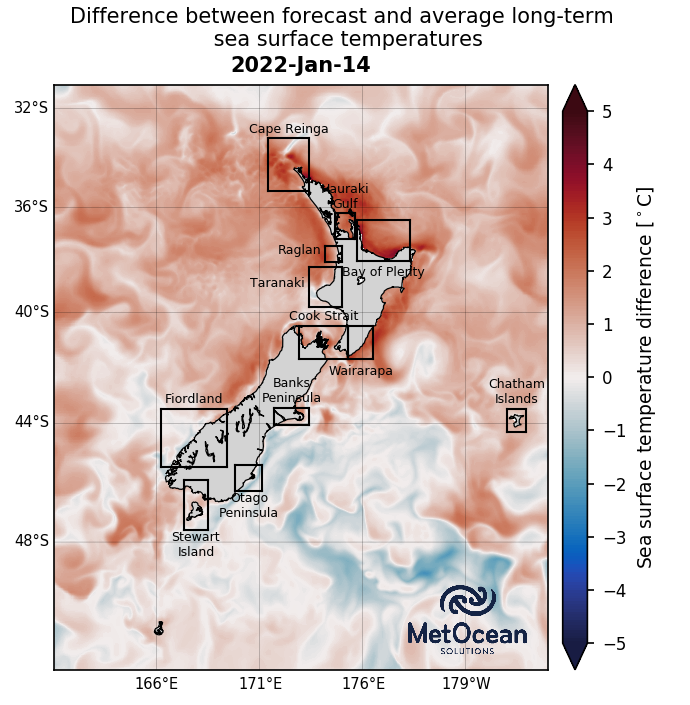 Difference between forecast and average long-term
sea surface temperatures
2022-Jan-14
32°S
36°S
40°S
44°S
48°S
166°E
171°E
176°E
179°W
Cape Reinga
Hauraki
Gulf
Raglan
Bay of Plenty
Taranaki
Cook Strait
Wairarapa
Banks
Peninsula
Fiordland
Chatham
Islands
Otago
Peninsula
Stewart
Island
MetOcean
SOLUTIONS
5
4
3
2
1
0
−1
−2
−3
−4
−5
Sea surface temperature difference [°C]